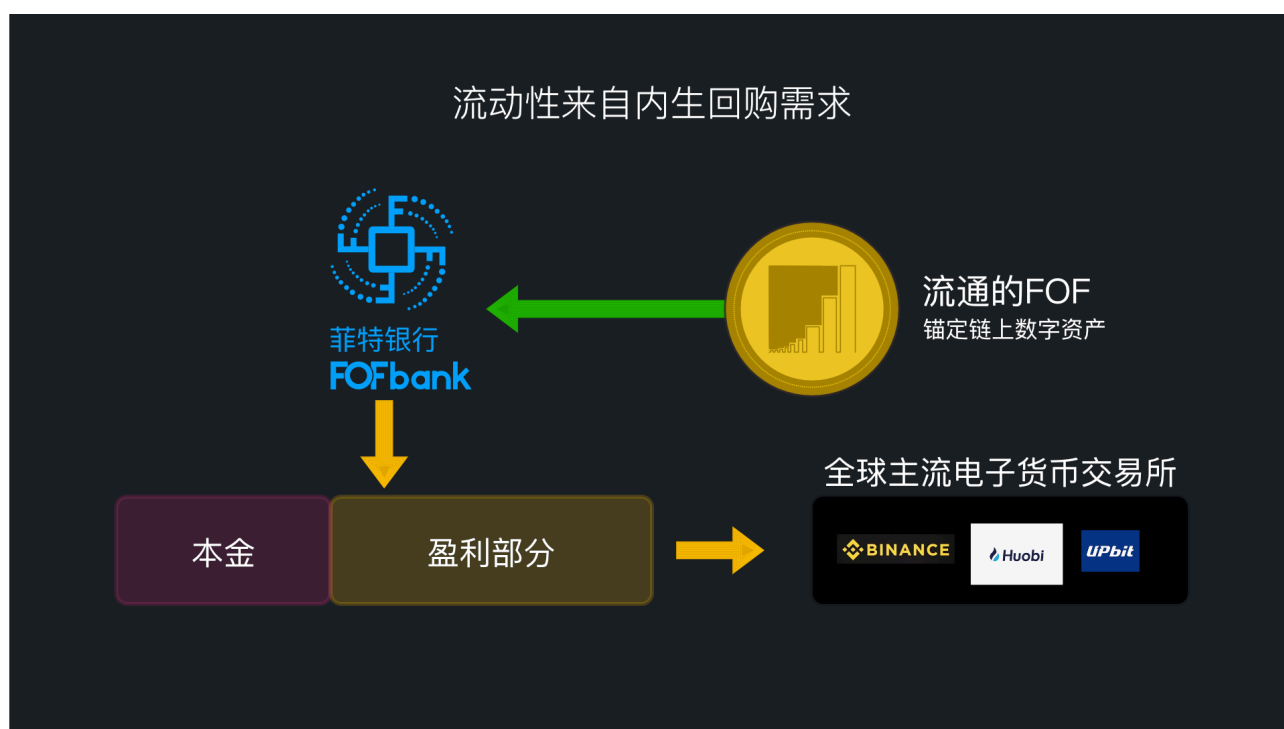 流动性来自内生回购需求
菲特银行
FOFbank
流通的FOF
锚定链上数字资产
全球主流电子货币交易所
本金
盈利部分
BINANCE
Huobi
UPbit